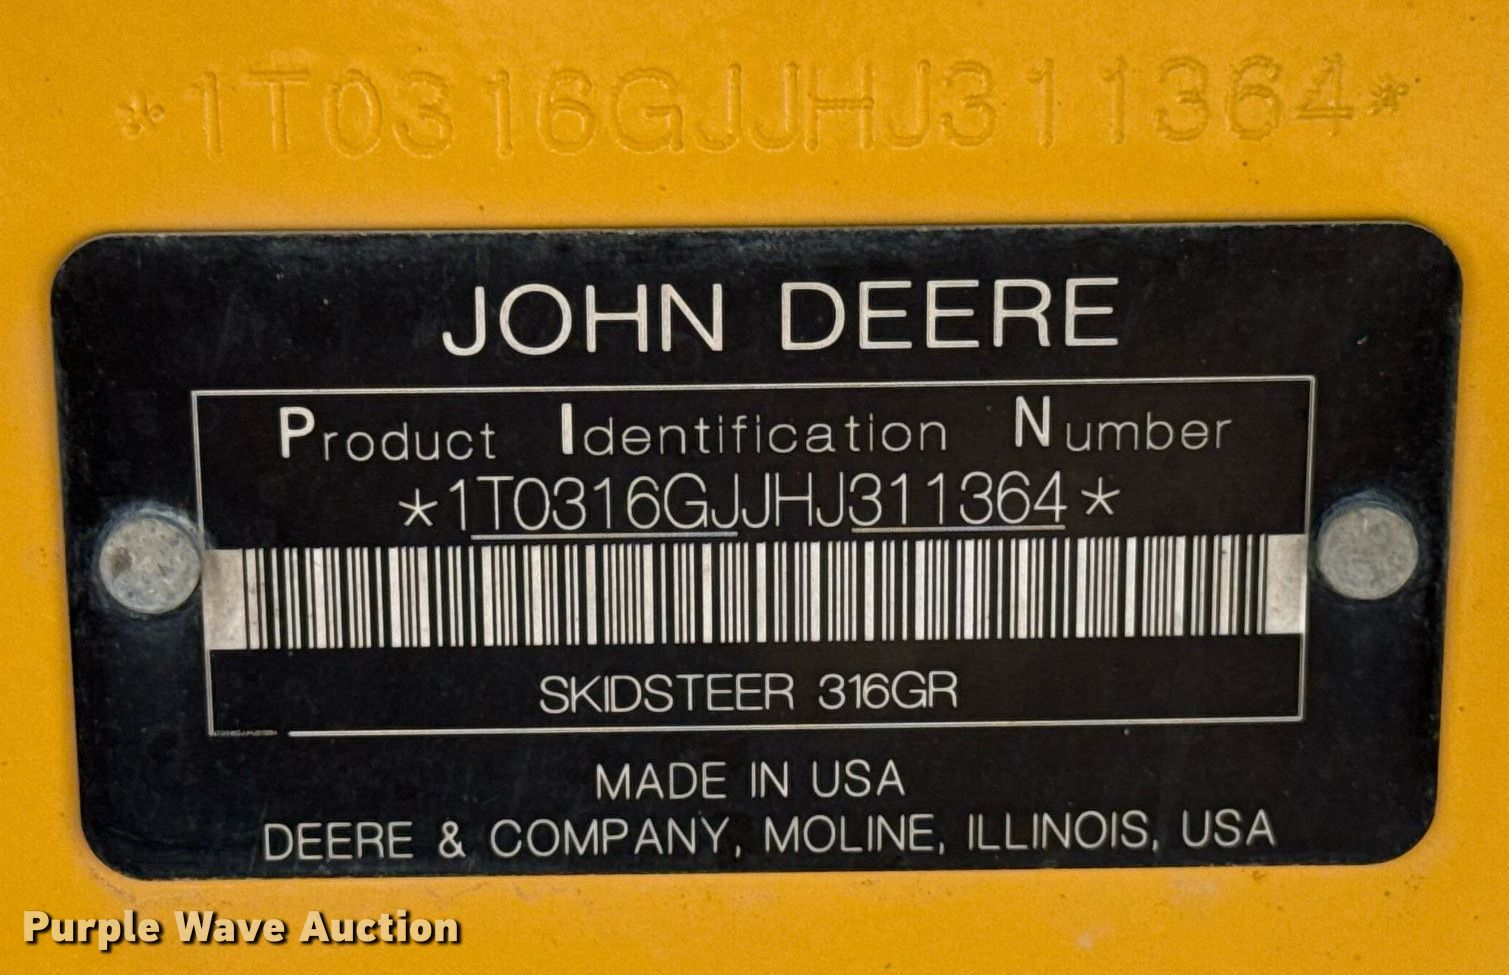 *1T0316GJJHJ311364*
JOHN DEERE
Product Identification Number
*1T0316GJJHJ311364*
SKIDSTEER 316GR
MADE IN USA
DEERE & COMPANY, MOLINE, ILLINOIS, USA
Purple Wave Auction